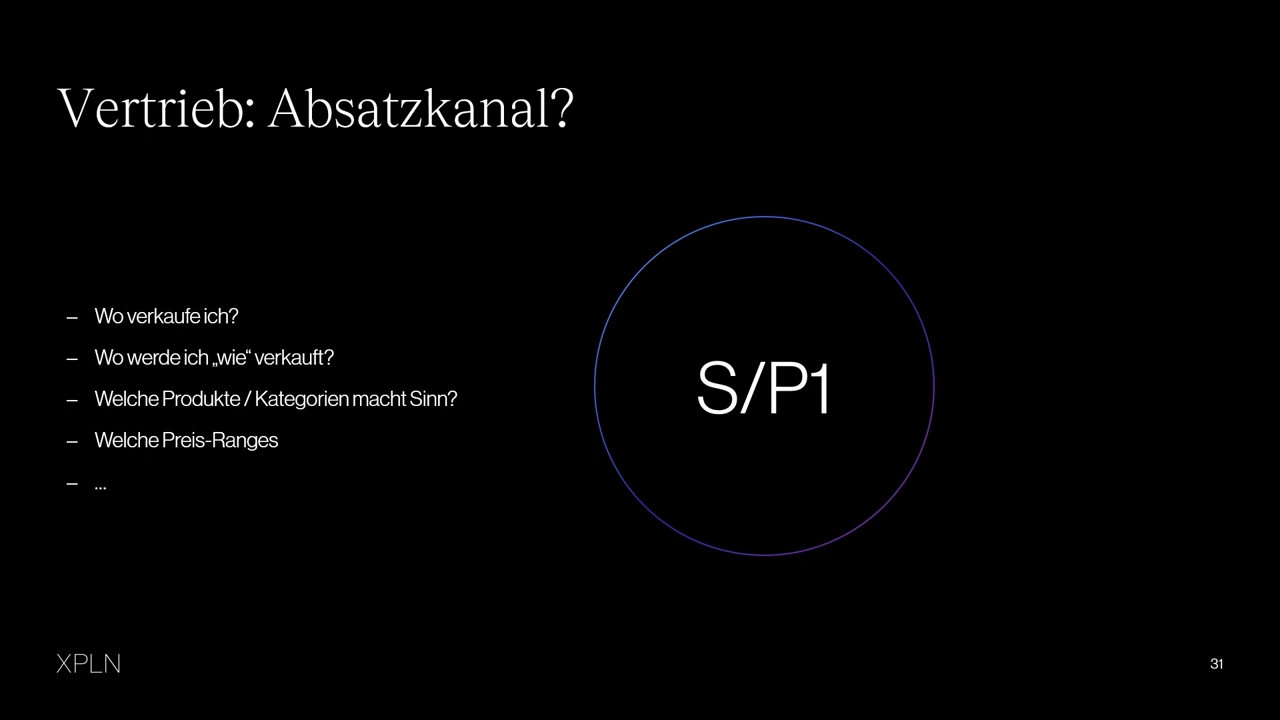 Vertrieb: Absatzkanal?
– Wo verkaufe ich?
– Wo werde ich „wie“ verkauft?
– Welche Produkte / Kategorien macht Sinn?
– Welche Preis-Ranges
– ...
S/P1
XPLN
31